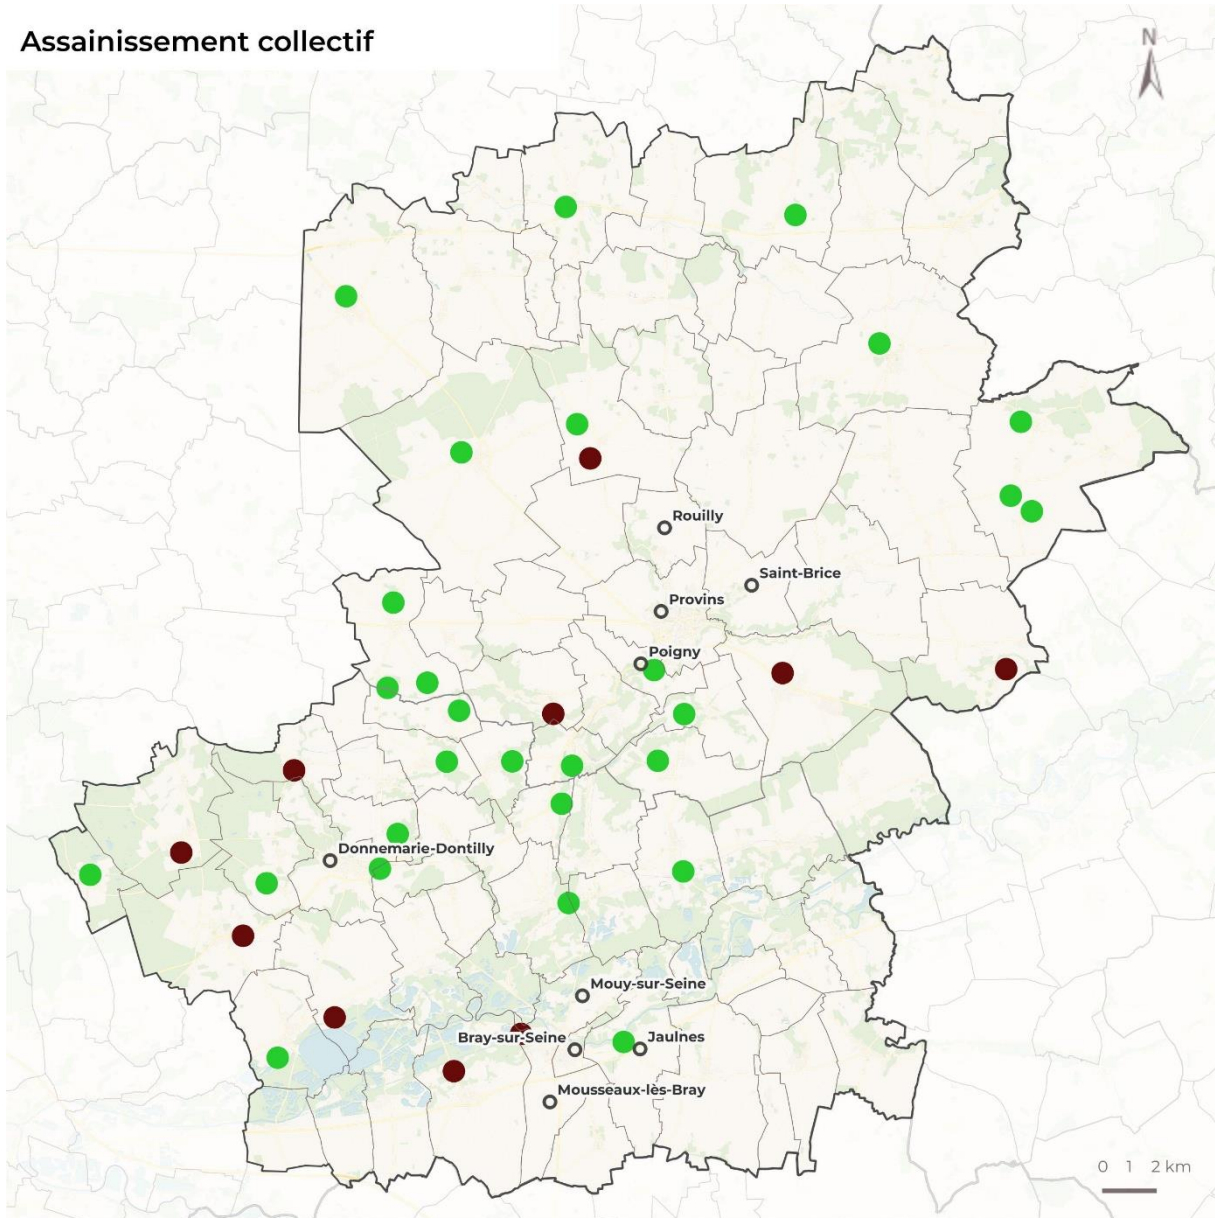 Assainissement collectif
N
Rouilly
Saint-Brice
Provins
Poigny
Donnemarie-Dontilly
Mouy-sur-Seine
Bray-sur-Seine
Jaulnes
Mousseaux-lès-Bray
0 1 2 km